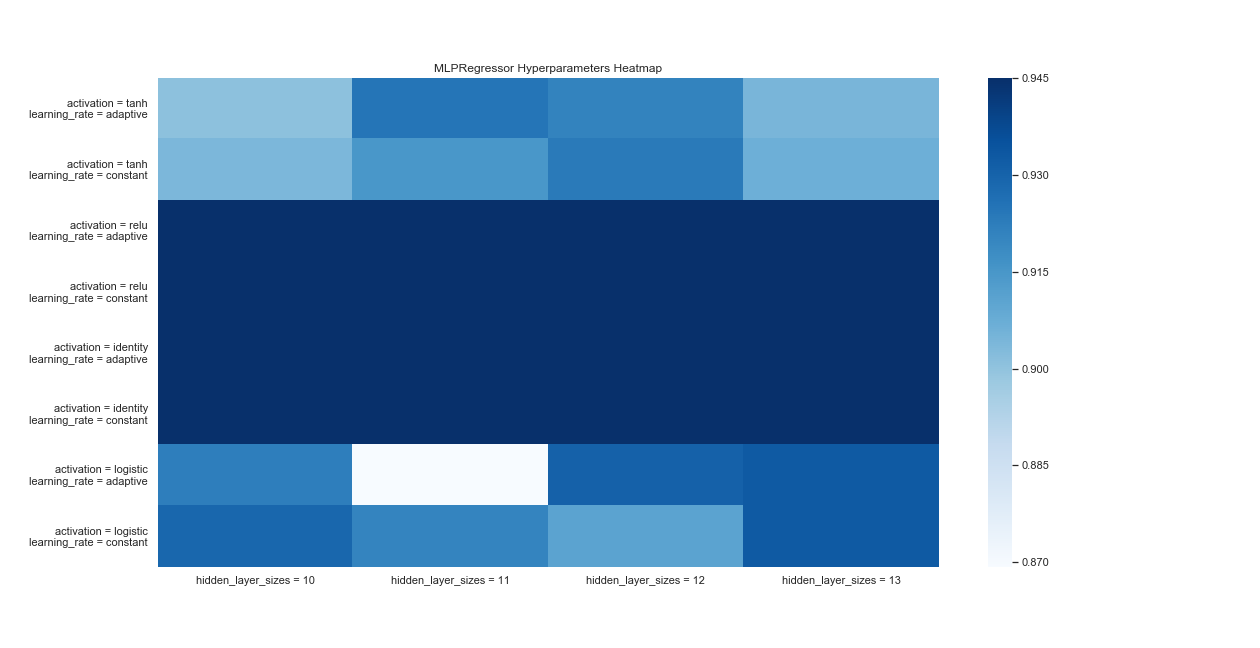 MLPRegressor Hyperparameters Heatmap
activation = tanh
learning_rate = adaptive
activation = tanh
learning_rate = constant
activation = relu
learning_rate = adaptive
activation = relu
learning_rate = constant
activation = identity
learning_rate = adaptive
activation = identity
learning_rate = constant
activation = logistic
learning_rate = adaptive
activation = logistic
learning_rate = constant
hidden_layer_sizes = 10
hidden_layer_sizes = 11
hidden_layer_sizes = 12
hidden_layer_sizes = 13
0.945
0.930
0.915
0.900
0.885
0.870